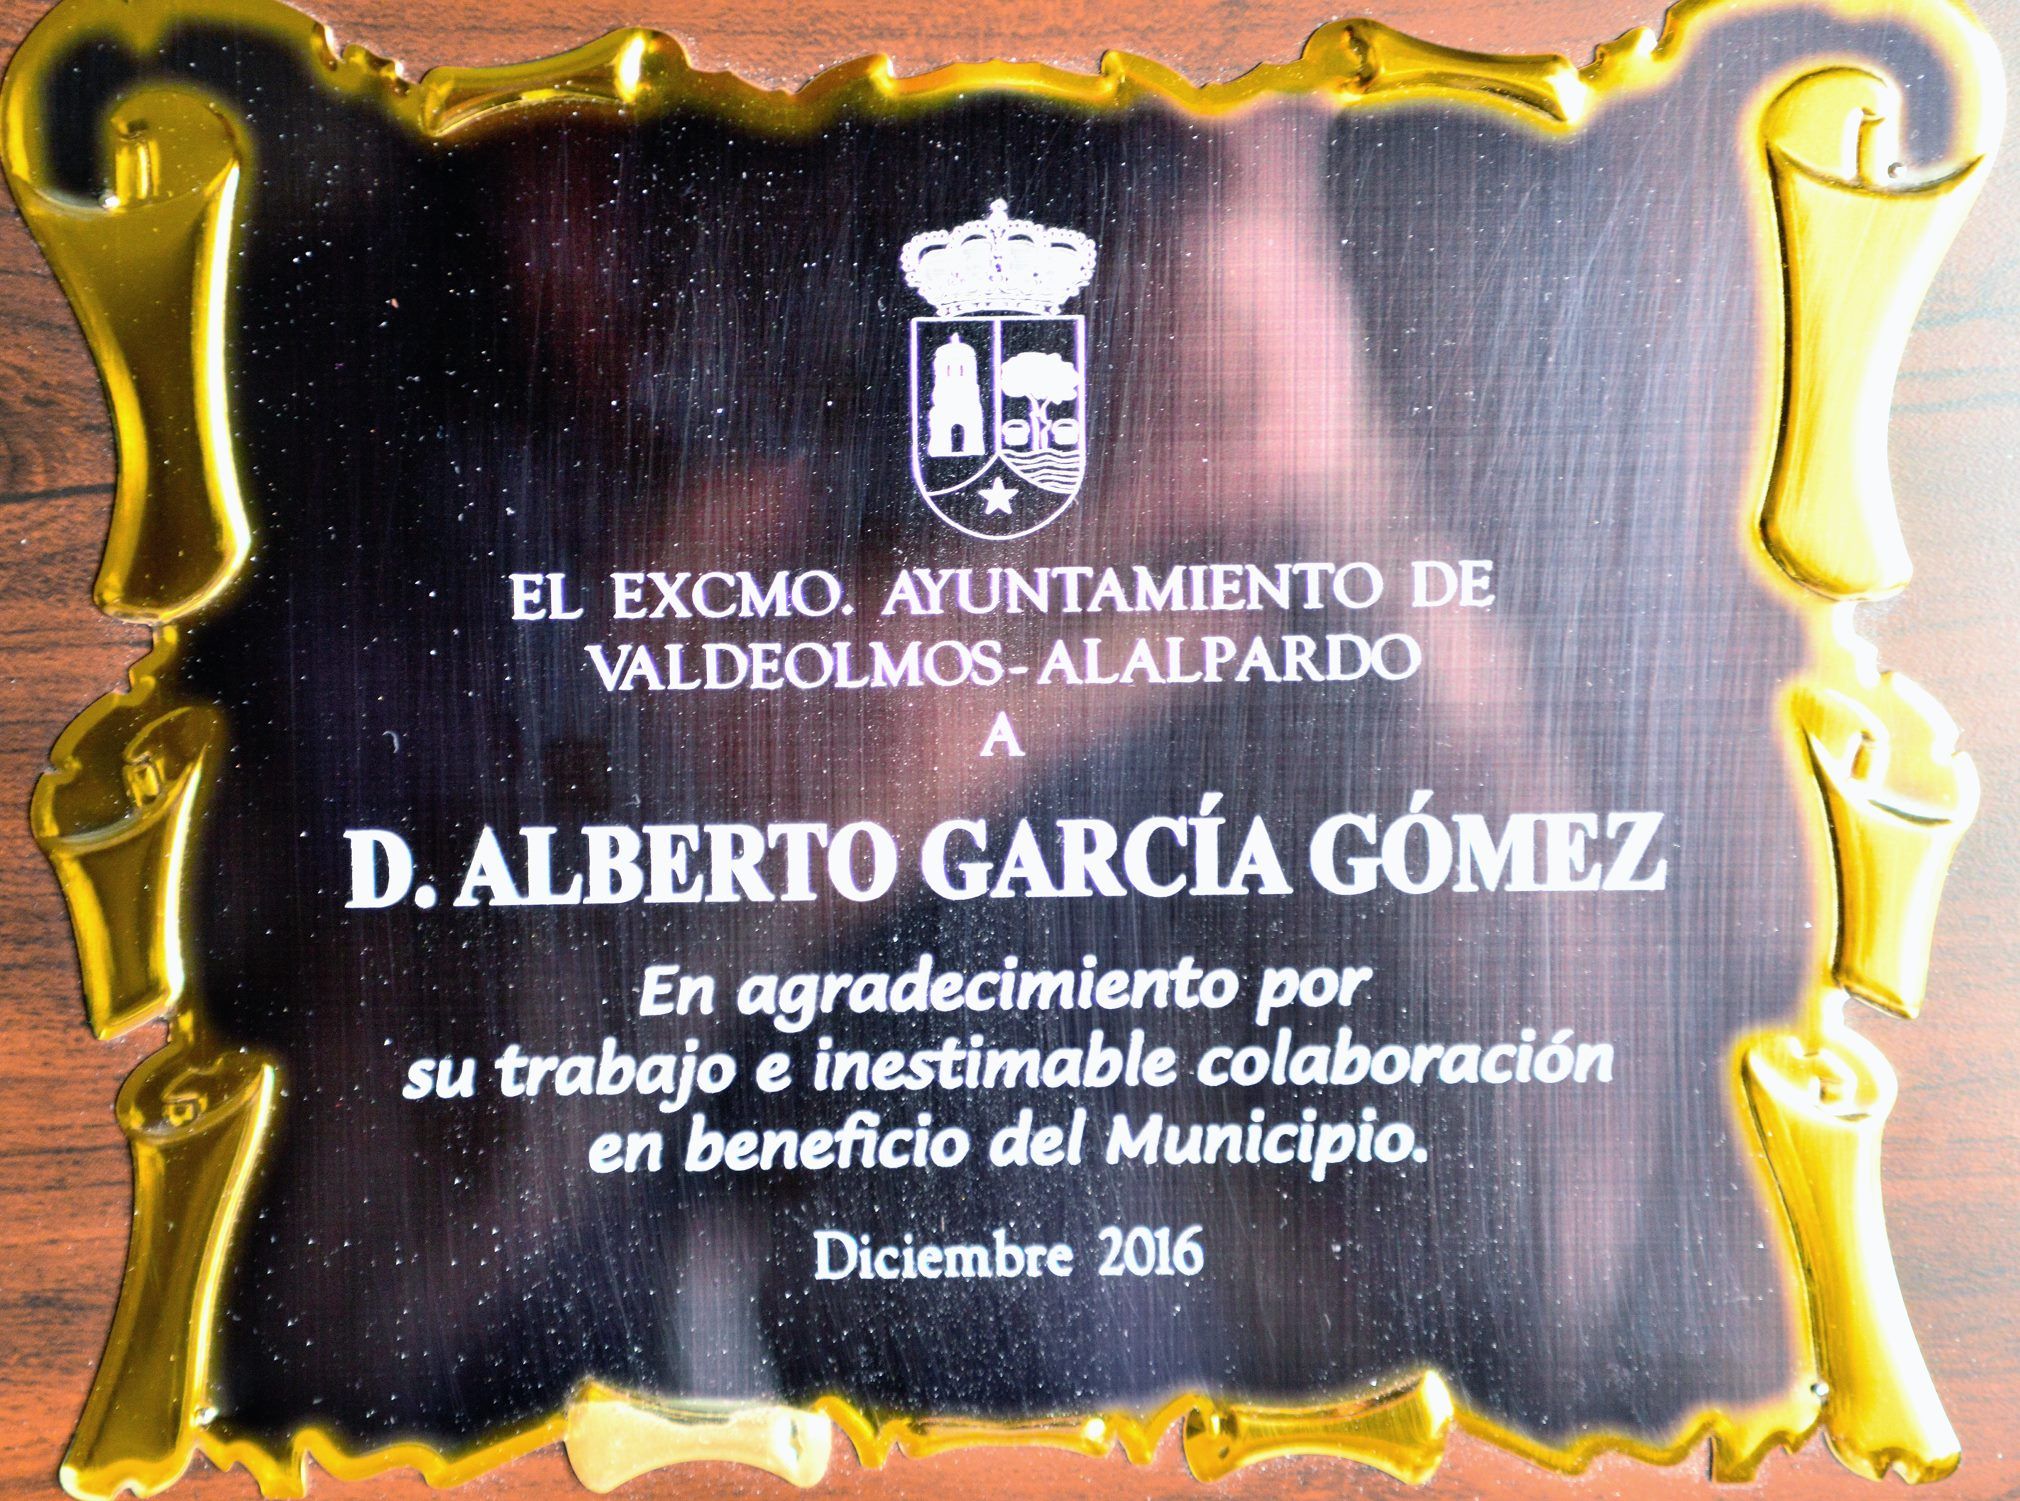 EL EXCMO. AYUNTAMIENTO DE
VALDEOLMOS-ALALPARDO
A
D. ALBERTO GARCÍA GÓMEZ
En agradecimiento por
su trabajo e inestimable colaboración
en beneficio del Municipio.
Diciembre 2016